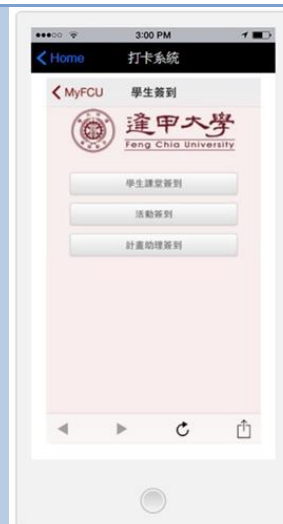 3:00 PM
Home 打卡系統
MyFCU 學生簽到
逢甲大學
Feng Chia University
學生課堂簽到
活動簽到
計畫助理簽到